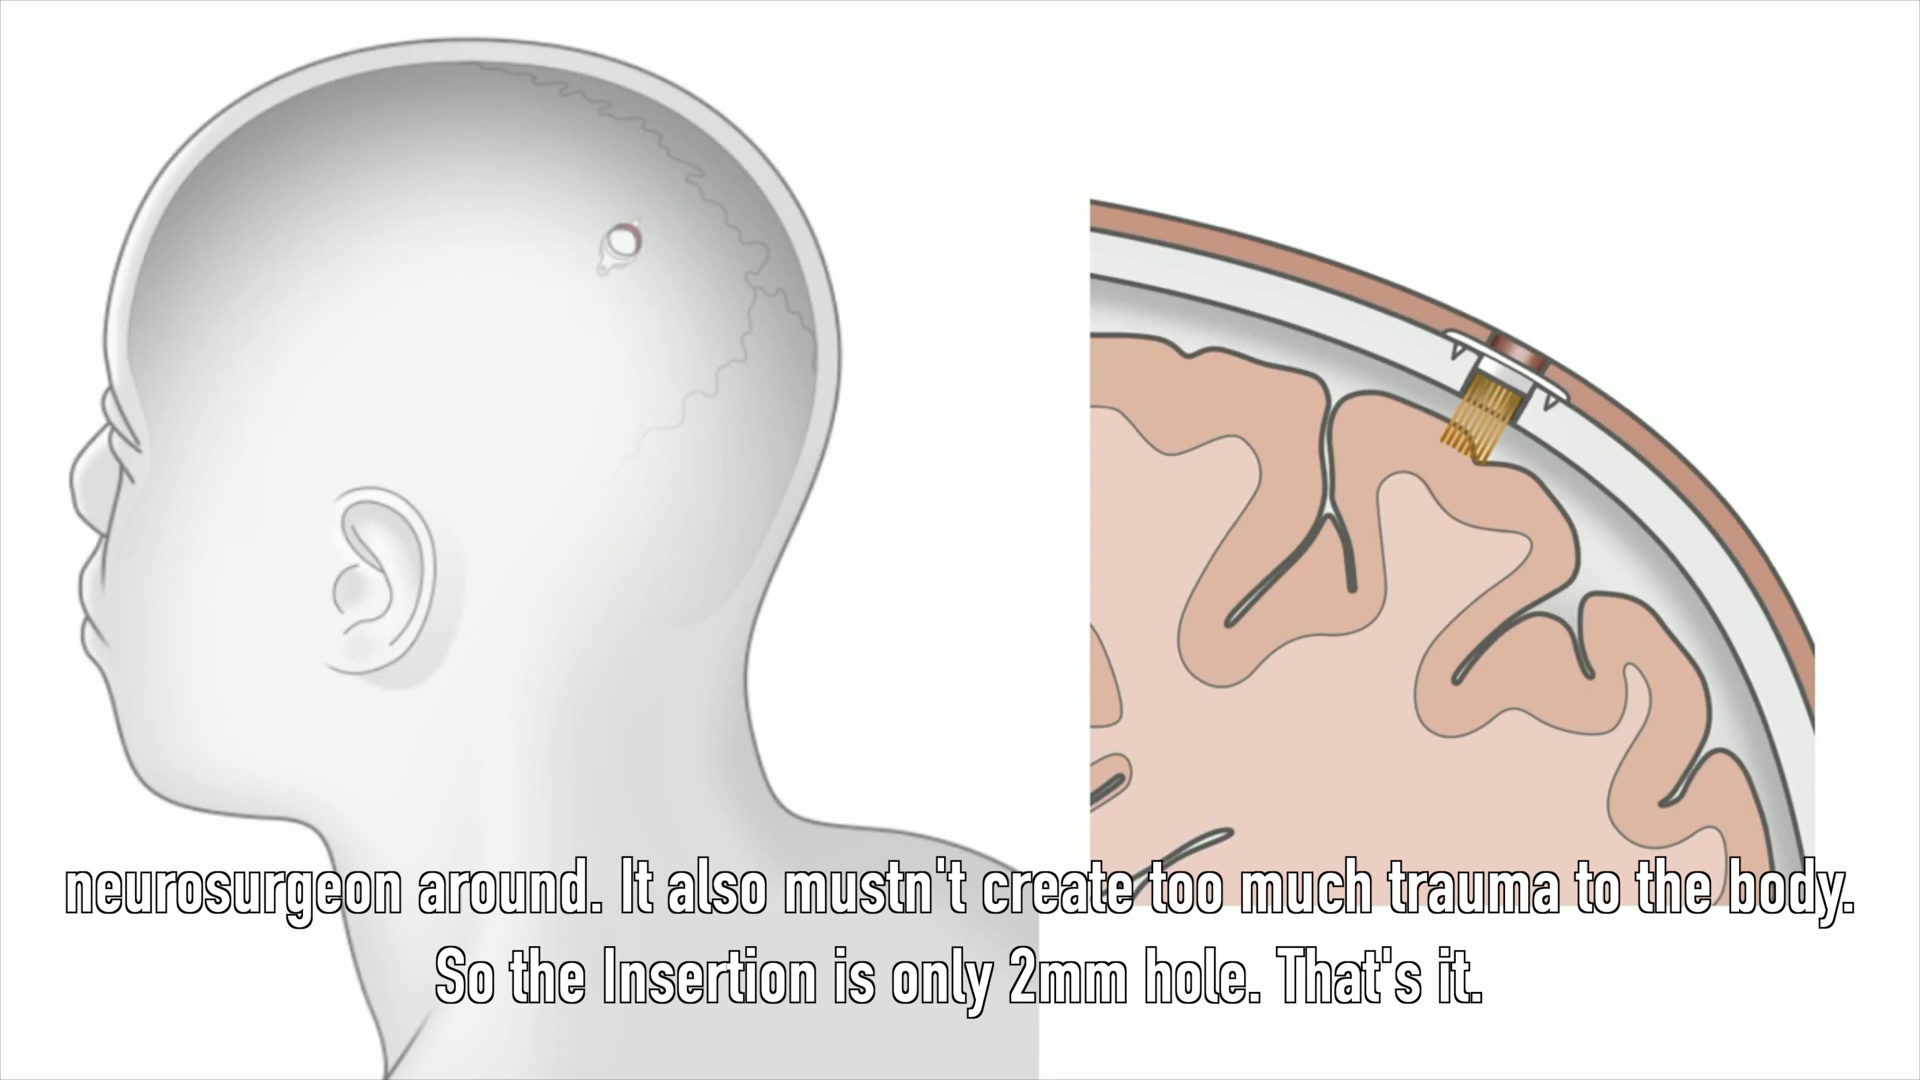 neurosurgeon around. It also mustn't create too much trauma to the body.
So the Insertion is only 2mm hole. That's it.